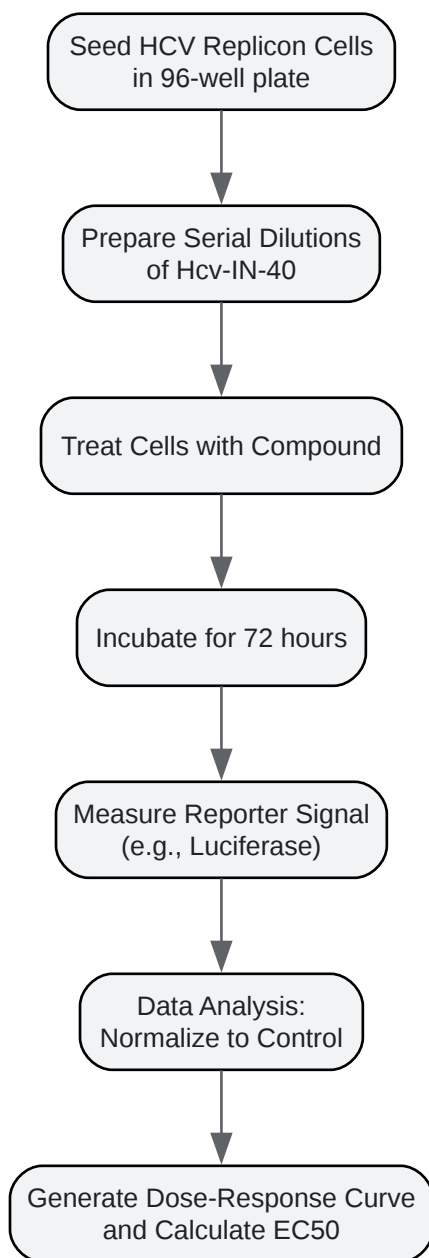 Seed HCV Replicon Cells
in 96-well plate
Prepare Serial Dilutions
of Hcv-IN-40
Treat Cells with Compound
Incubate for 72 hours
Measure Reporter Signal
(e.g., Luciferase)
Data Analysis:
Normalize to Control
Generate Dose-Response Curve
and Calculate EC50